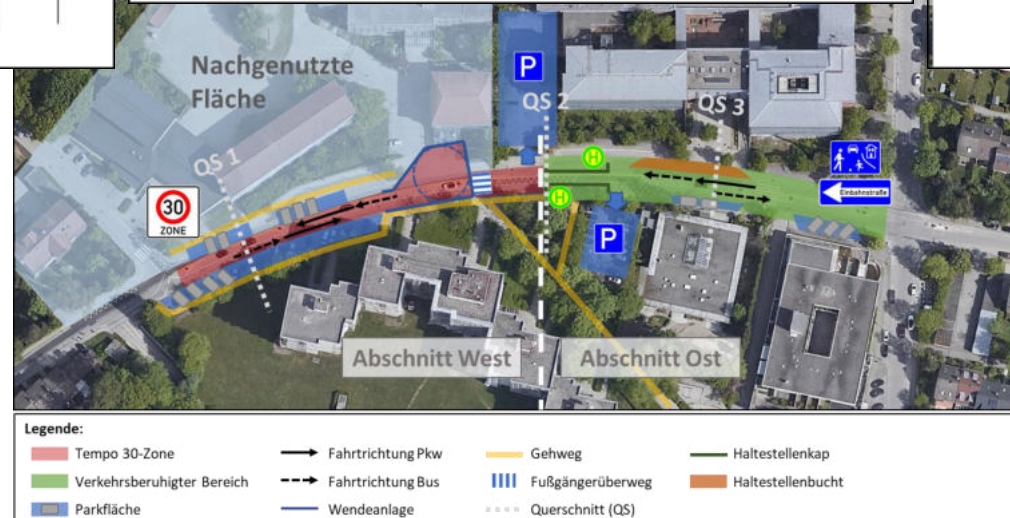 Nachgenutzte
Fläche
P
QS 2
QS 3
QS 1
H
Einbahnstraße
30
ZONE
H
P
Abschnitt West
Abschnitt Ost
Legende:
Tempo 30-Zone
Fahrtrichtung Pkw
Gehweg
Haltestellenkap
Verkehrsberuhigter Bereich
Fahrtrichtung Bus
Fußgängerüberweg
Haltestellenbucht
Parkfläche
Wendeanlage
Querschnitt (QS)